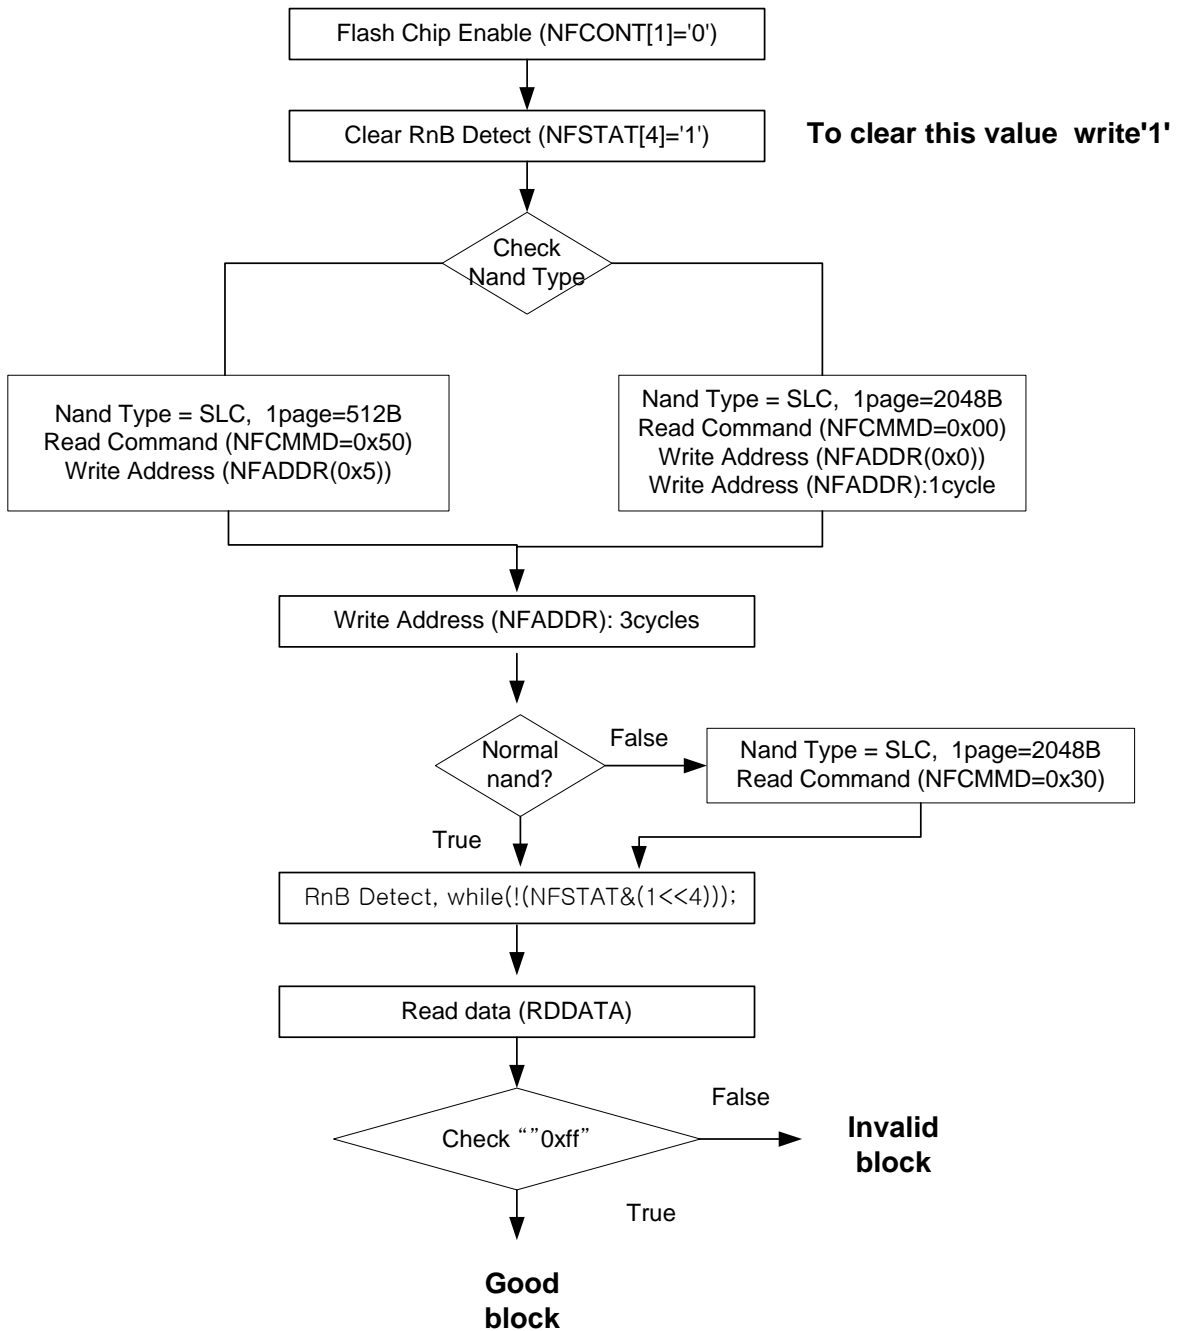 Flash Chip Enable (NFCONT[1]='0')
Clear RnB Detect (NFSTAT[4]='1')
To clear this value  write'1'
Check
Nand Type
Nand Type = SLC,  1page=512B
Read Command (NFCMMD=0x50)
Write Address (NFADDR(0x5))
Nand Type = SLC,  1page=2048B
Read Command (NFCMMD=0x00)
Write Address (NFADDR(0x0))
Write Address (NFADDR):1cycle
Write Address (NFADDR): 3cycles
Normal
nand?
False
Nand Type = SLC,  1page=2048B
Read Command (NFCMMD=0x30)
True
RnB Detect, while(!(NFSTAT&(1<<4)));
Read data (RDDATA)
Check “”0xff”
False
Invalid
block
True
Good
block